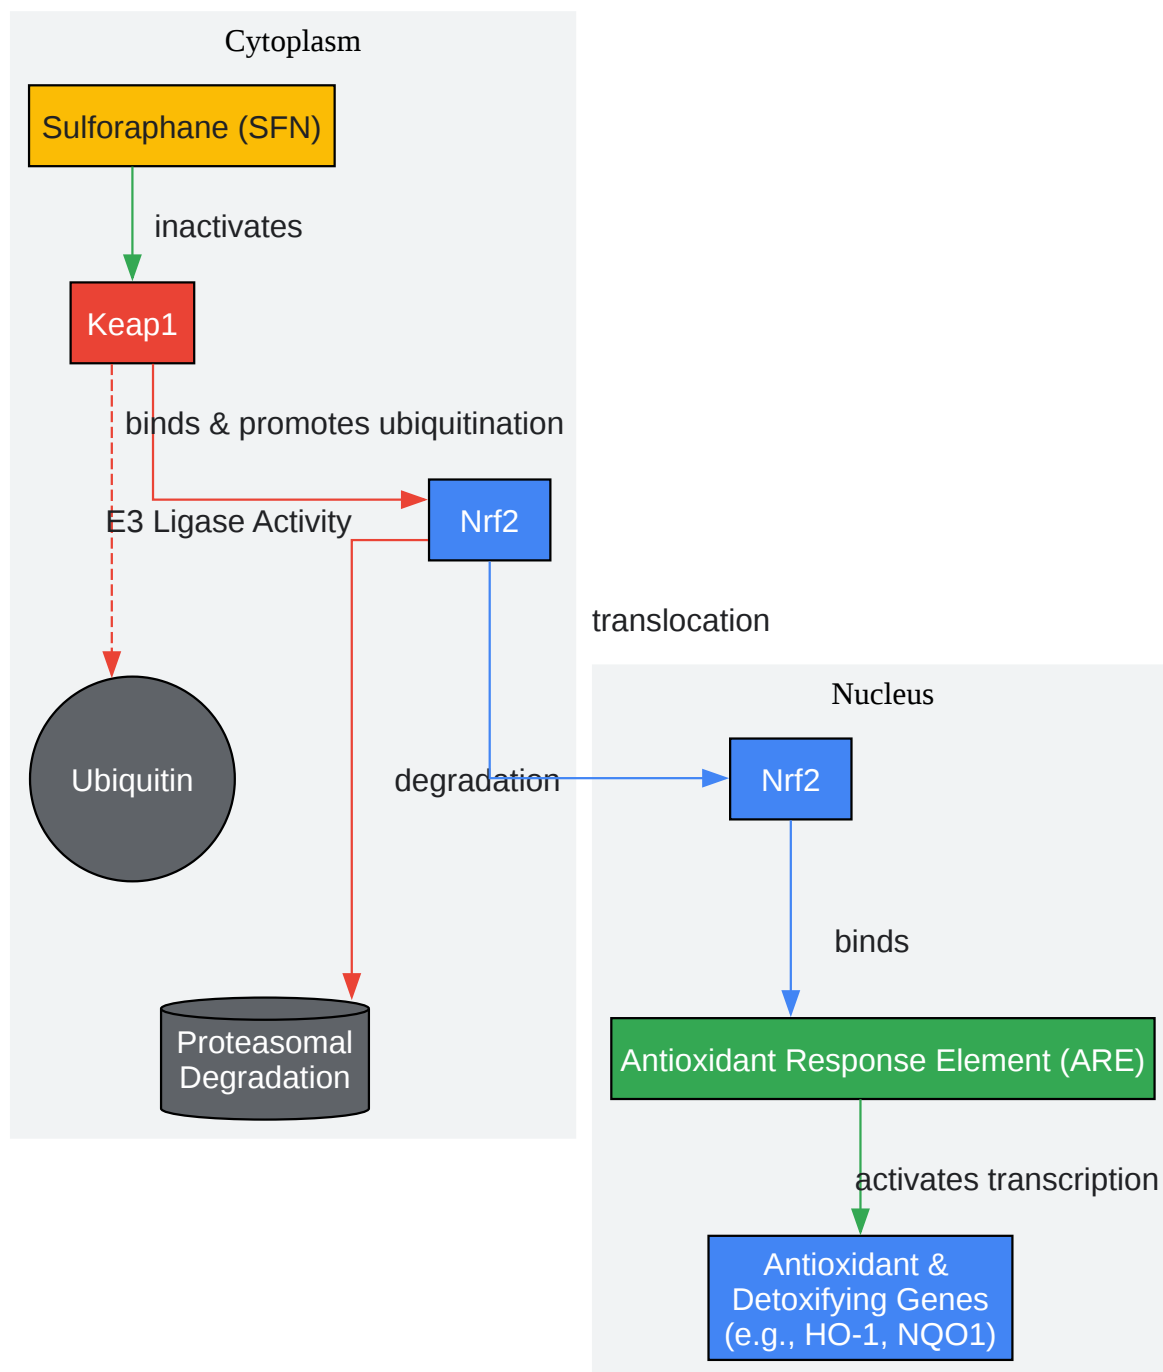 Cytoplasm
Sulforaphane (SFN)
inactivates
Keap1
binds & promotes ubiquitination
Nrf2
E3 Ligase Activity
translocation
Nucleus
Nrf2
Ubiquitin
degradation
binds
Proteasomal
Degradation
Antioxidant Response Element (ARE)
activates transcription
Antioxidant &
Detoxifying Genes
(e.g., HO-1, NQO1)